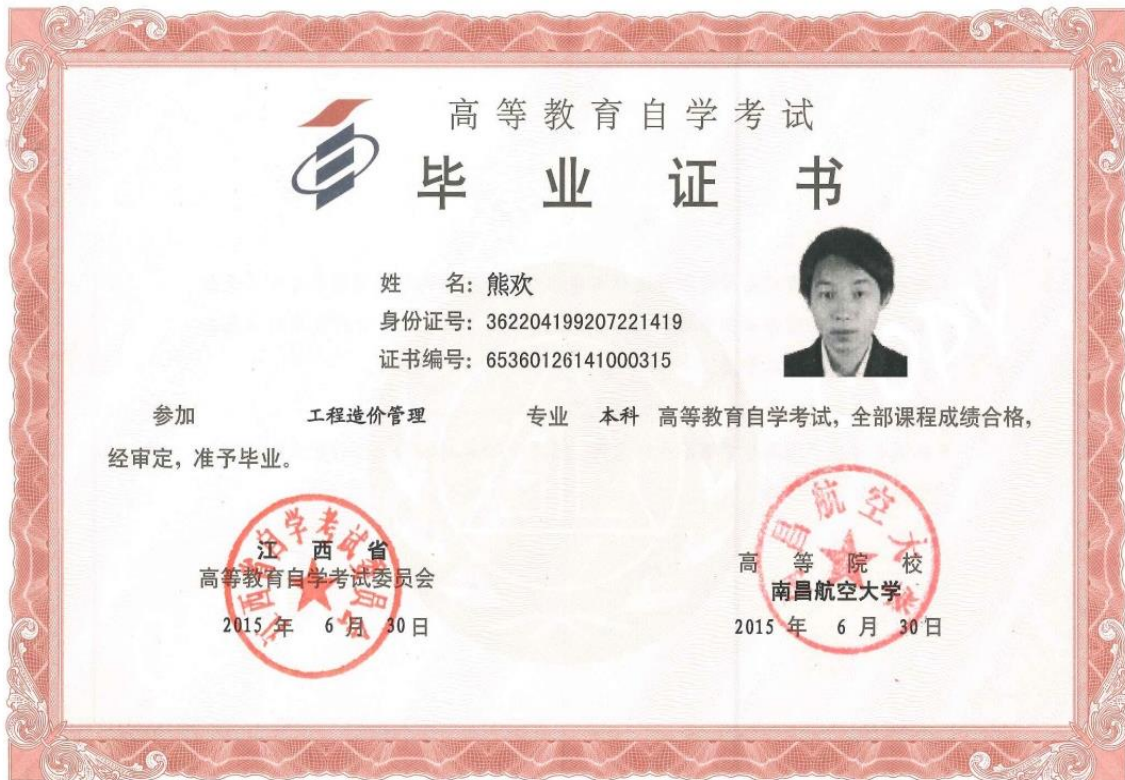 高等教育自学考试
毕业证书
姓 名: 熊欢
身份证号: 362204199207221419
证书编号: 65360126141000315
参加 工程造价管理 专业 本科 高等教育自学考试, 全部课程成绩合格,
经审定, 准予毕业。
江西省
高等教育自学考试委员会
2015 年 6 月 30 日
高等院校
南昌航空大学
2015 年 6 月 30 日